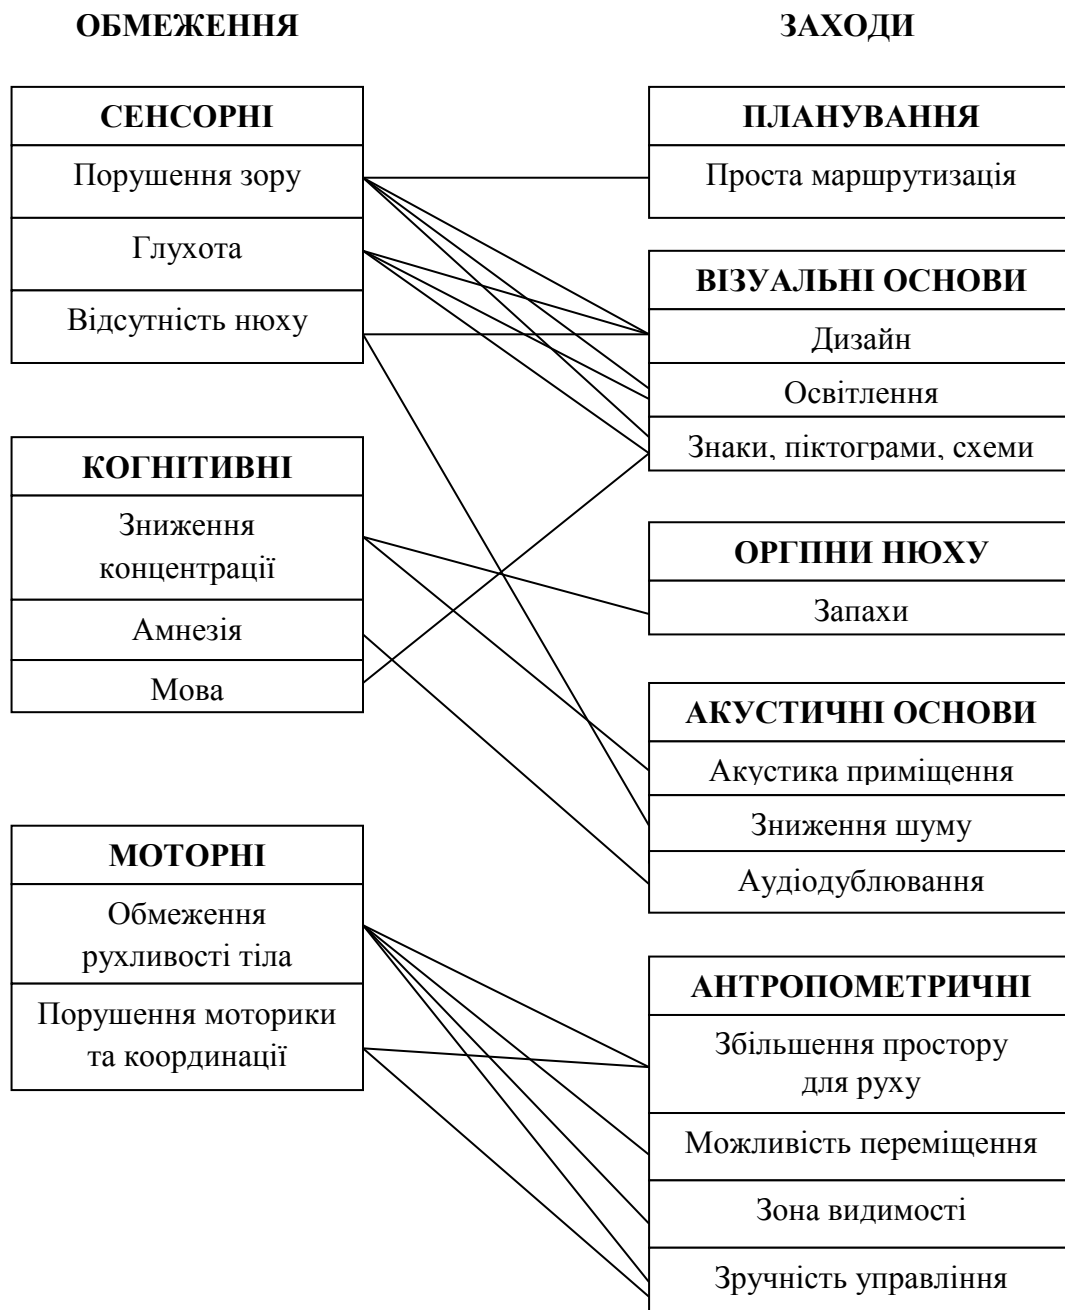 ОБМЕЖЕННЯ
СЕНСОРНІ
Порушення зору
Глухота
Відсутність нюху
КОГНІТИВНІ
Зниження
концентрації
Амнезія
Мова
МОТОРНІ
Обмеження
рухливості тіла
Порушення моторики
та координації
ЗАХОДИ
ПЛАНУВАННЯ
Проста маршрутизація
ВІЗУАЛЬНІ ОСНОВИ
Дизайн
Освітлення
Знаки, піктограми, схеми
ОРГПНИ НЮХУ
Запахи
АКУСТИЧНІ ОСНОВИ
Акустика приміщення
Зниження шуму
Аудіодублювання
АНТРОПОМЕТРИЧНІ
Збільшення простору
для руху
Можливість переміщення
Зона видимості
Зручність управління